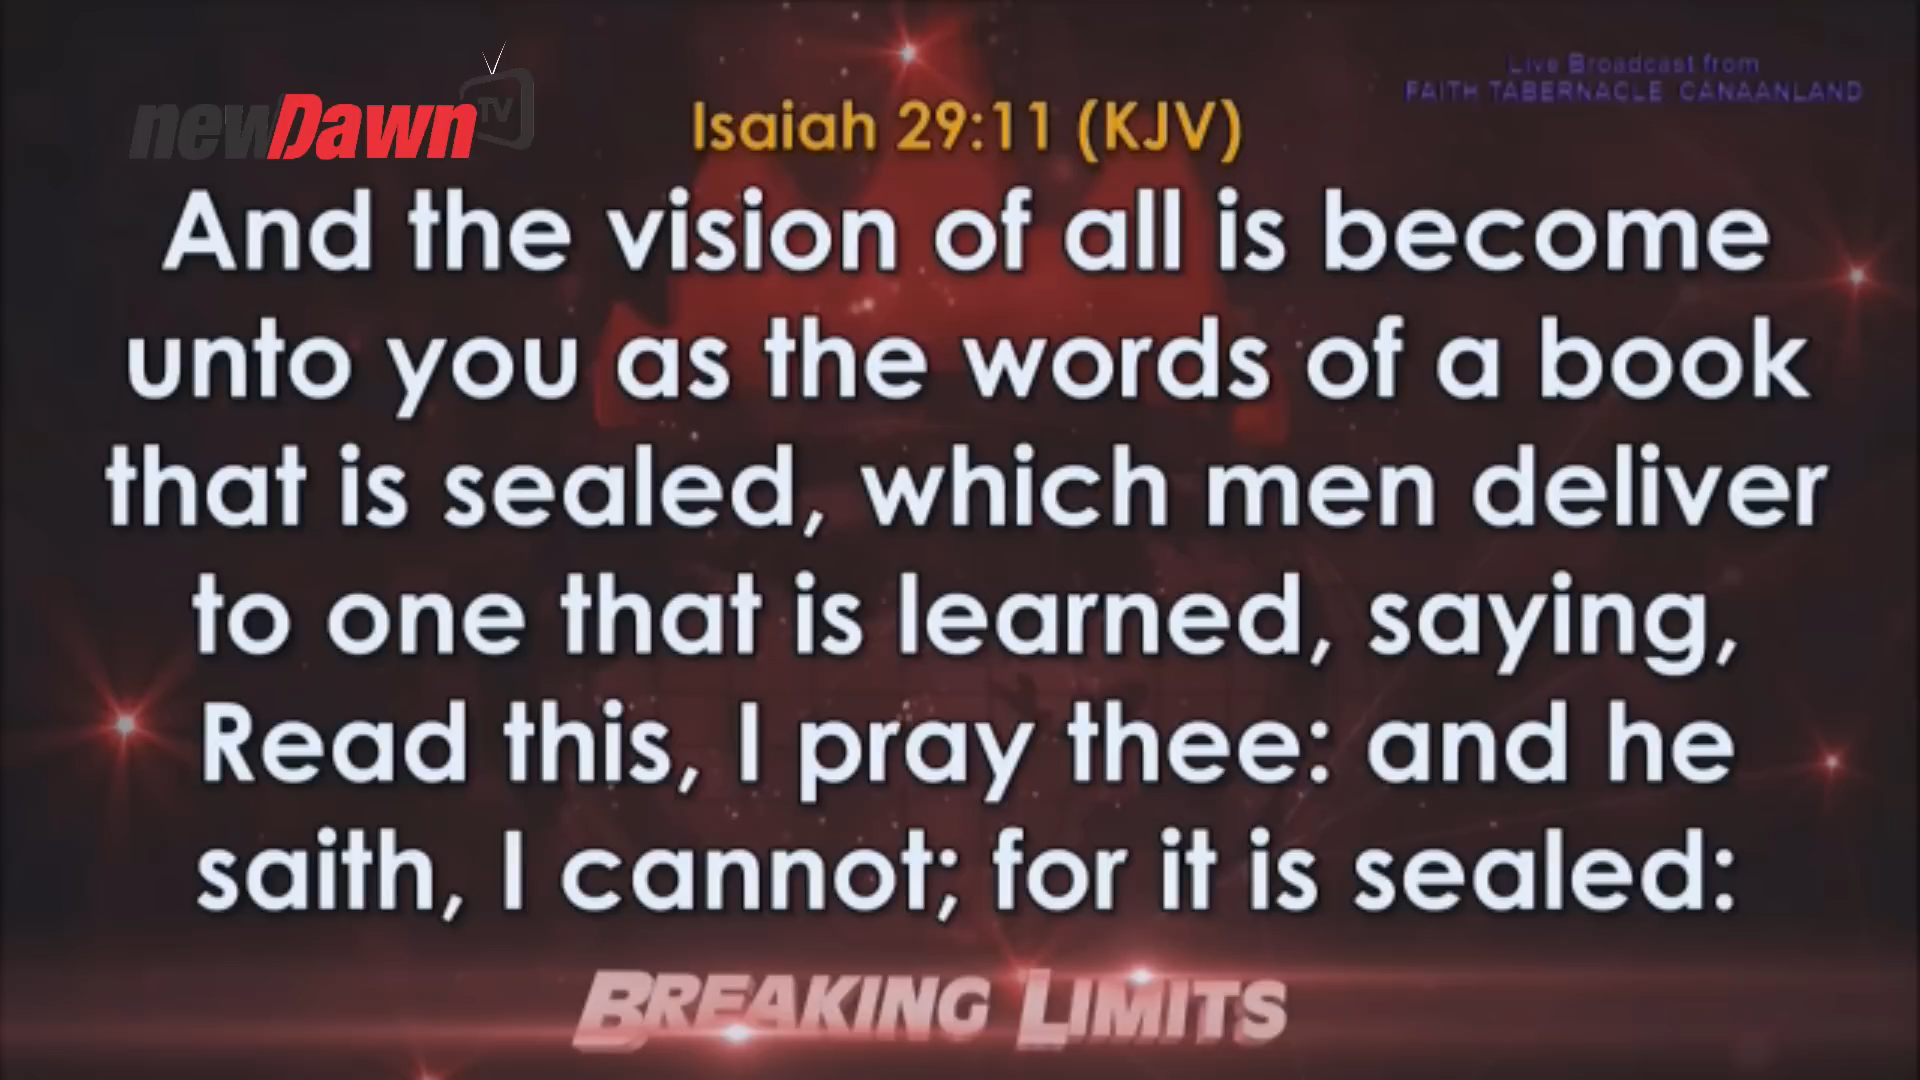 newDawn TV
Live Broadcast from
FAITH TABERNACLE CANAANLAND
Isaiah 29:11 (KJV)
And the vision of all is become
unto you as the words of a book
that is sealed, which men deliver
to one that is learned, saying,
Read this, I pray thee: and he
saith, I cannot; for it is sealed:
BREAKING LIMITS